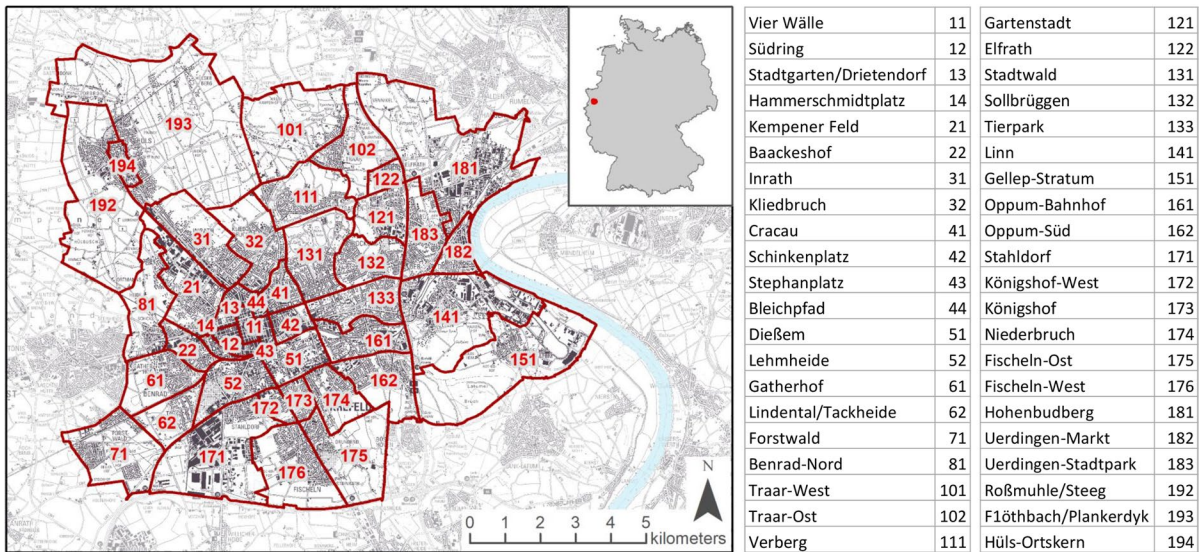 193
101
102
181
194
122
111
192
121
183
31
32
131
182
132
21
41
133
81
13
44
141
14
11
42
12
161
22
43
151
51
61
52
162
172
173
174
62
71
171
176
175
BENRAD
FORST
WALD
STAHLDORF
FISCHELN
N
0 1 2 3 4 5
kilometers
Vier Wälle 11
Südring 12
Stadtgarten/Drietendorf 13
Hammerschmidtplatz 14
Kempener Feld 21
Baackeshof 22
Inrath 31
Kliedbruch 32
Cracau 41
Schinkenplatz 42
Stephanplatz 43
Bleichpfad 44
Dießem 51
Lehmheide 52
Gatherhof 61
Lindental/Tackheide 62
Forstwald 71
Benrad-Nord 81
Traar-West 101
Traar-Ost 102
Verberg 111
Gartenstadt 121
Elfrath 122
Stadtwald 131
Sollbrüggen 132
Tierpark 133
Linn 141
Gellep-Stratum 151
Oppum-Bahnhof 161
Oppum-Süd 162
Stahldorf 171
Königshof-West 172
Königshof 173
Niederbruch 174
Fischeln-Ost 175
Fischeln-West 176
Hohenbudberg 181
Uerdingen-Markt 182
Uerdingen-Stadtpark 183
Roßmuhle/Steeg 192
F1öthbach/Plankerdyk 193
Hüls-Ortskern 194